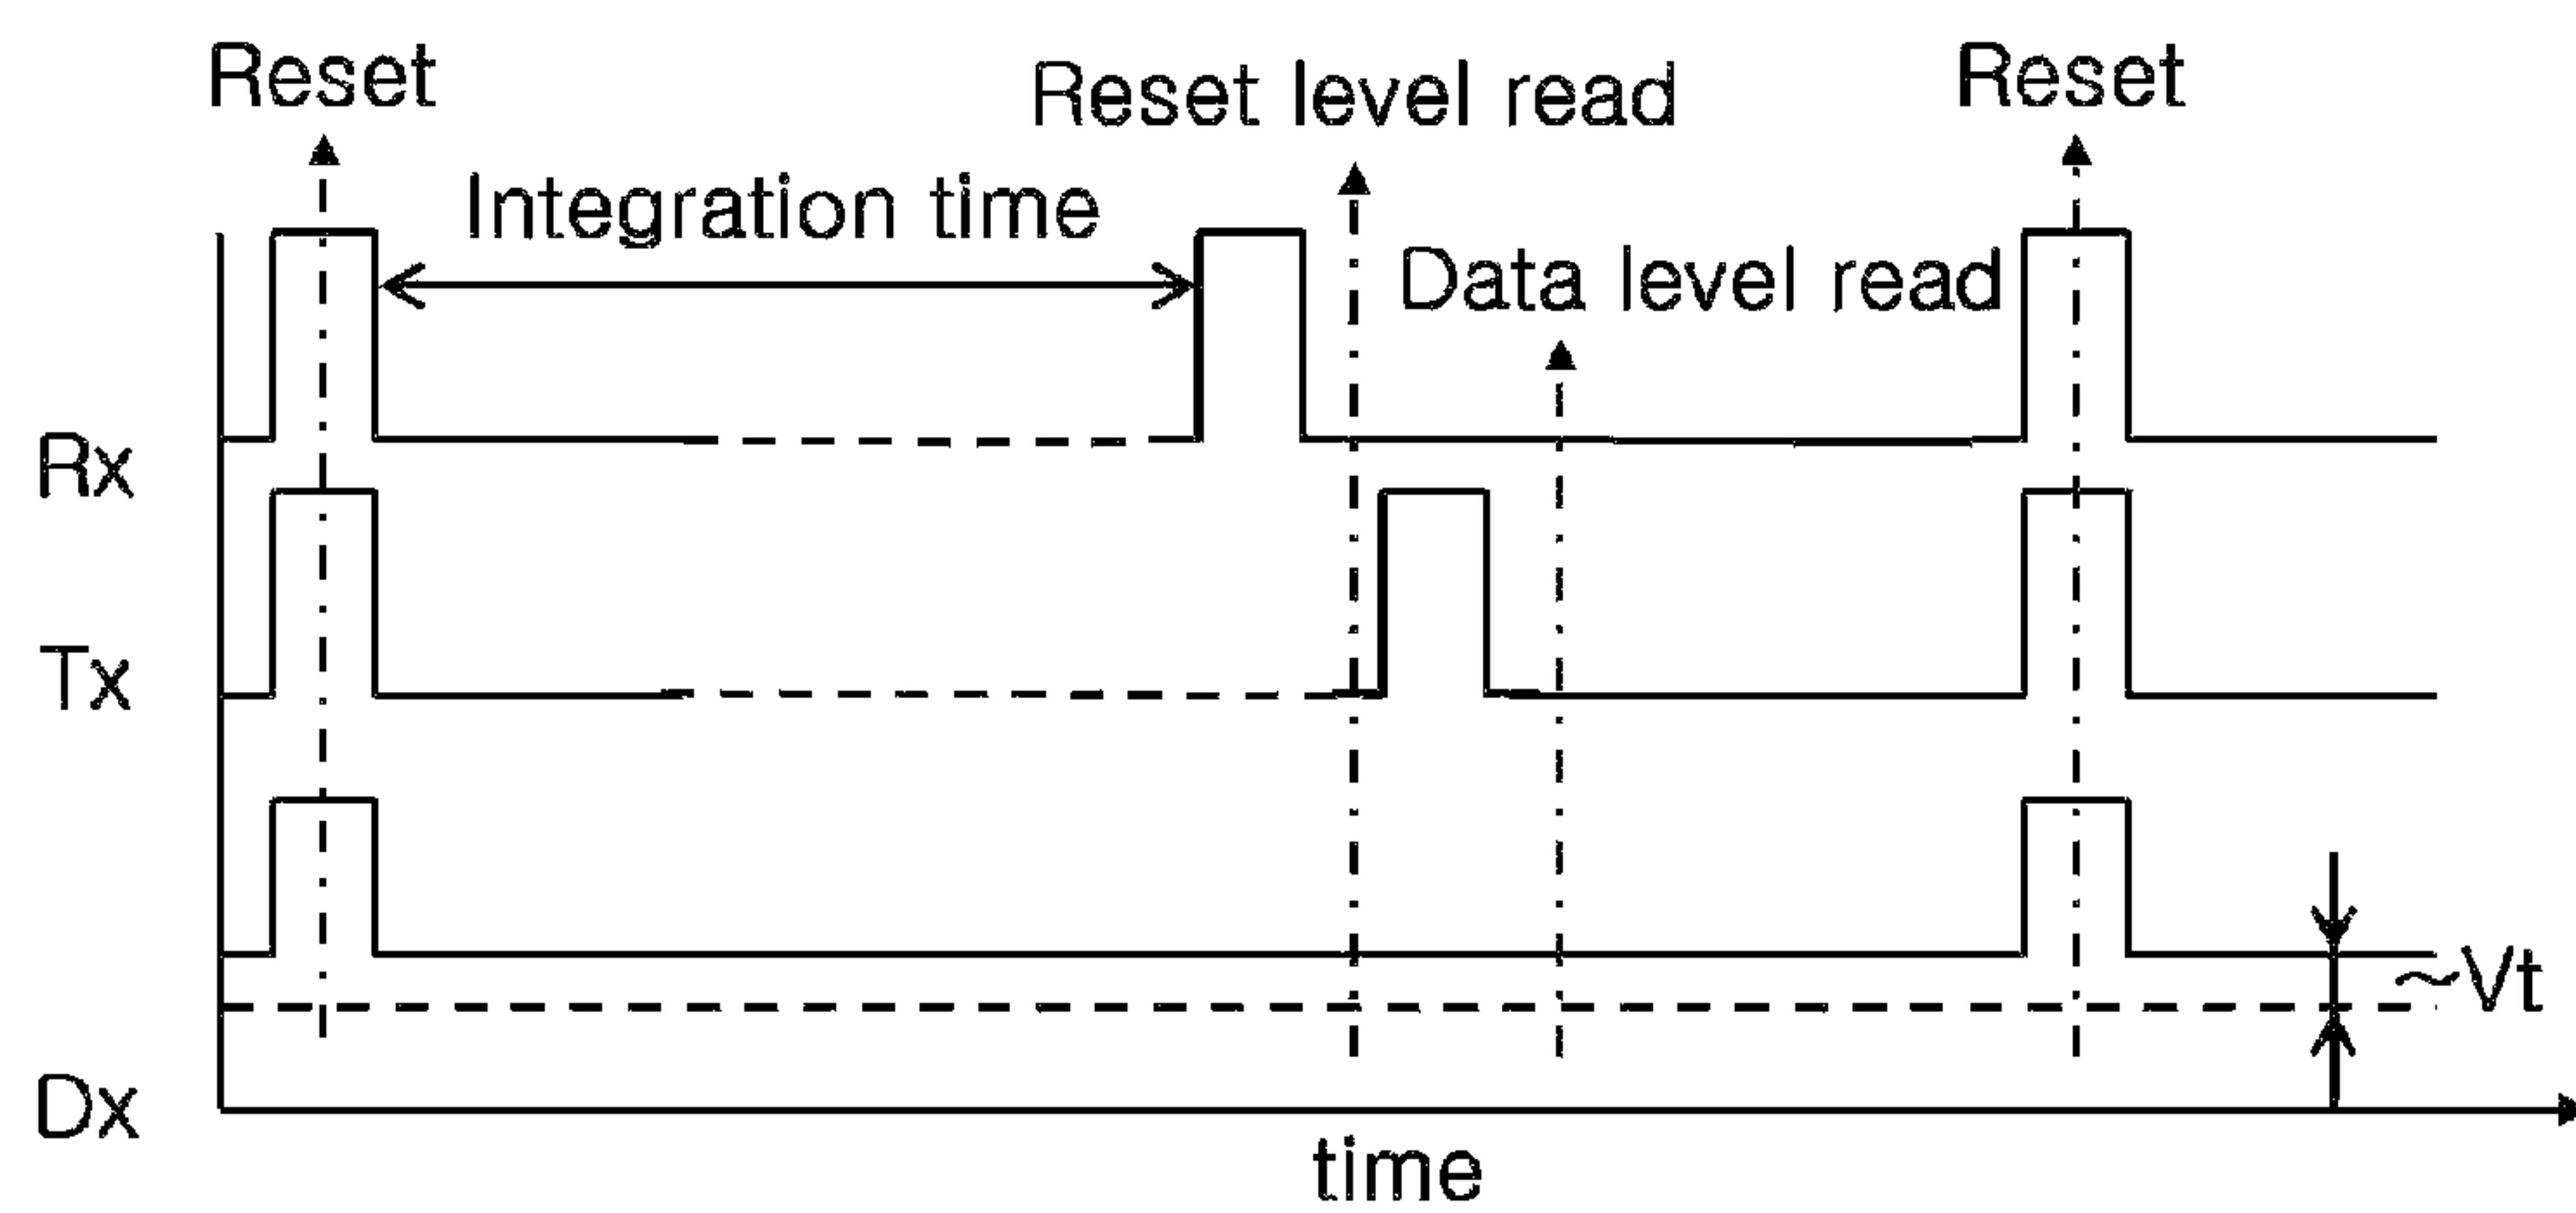 Reset
Reset level read
Reset
Integration time
Data level read
Rx
Tx
~Vt
Dx
time